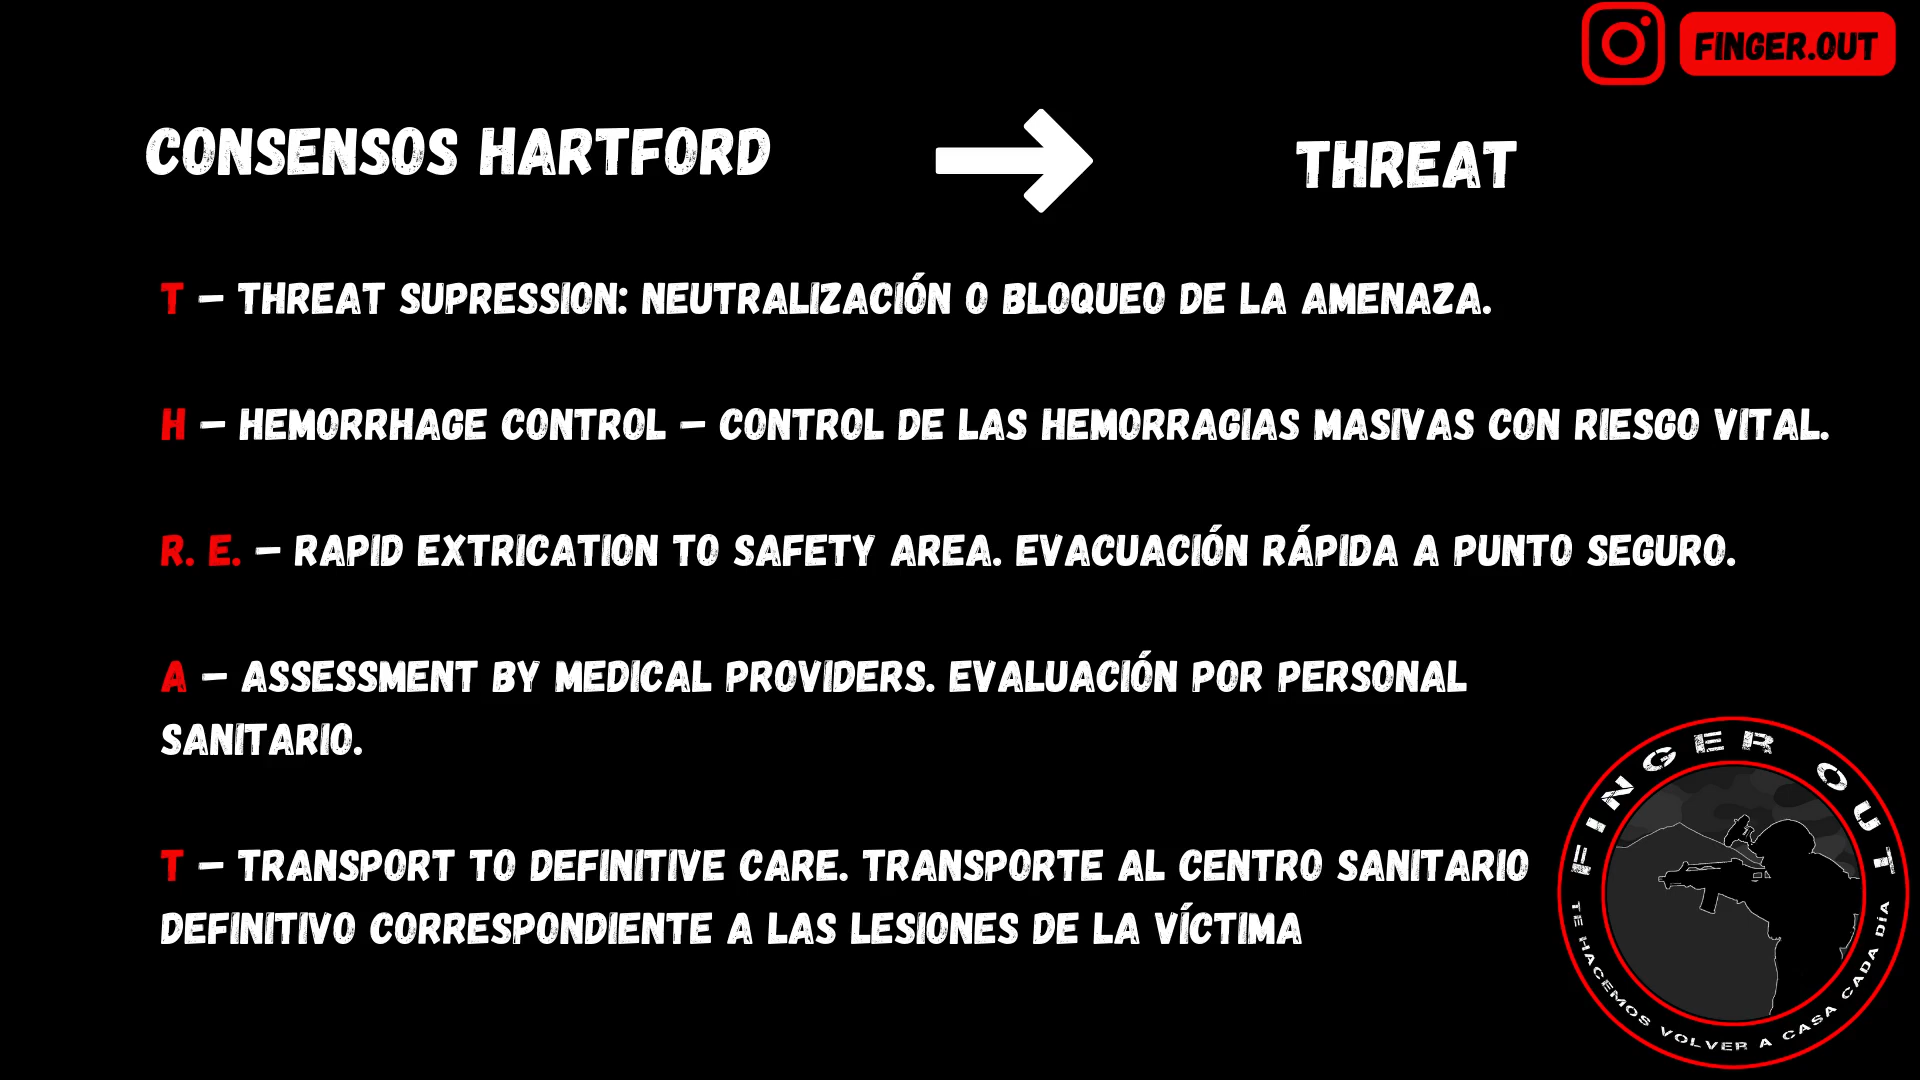 FINGER.OUT
CONSENSOS HARTFORD
THREAT
T – THREAT SUPRESSION: NEUTRALIZACIÓN O BLOQUEO DE LA AMENAZA.
H – HEMORRHAGE CONTROL – CONTROL DE LAS HEMORRAGIAS MASIVAS CON RIESGO VITAL.
R. E. – RAPID EXTRICATION TO SAFETY AREA. EVACUACIÓN RÁPIDA A PUNTO SEGURO.
A – ASSESSMENT BY MEDICAL PROVIDERS. EVALUACIÓN POR PERSONAL
SANITARIO.
T – TRANSPORT TO DEFINITIVE CARE. TRANSPORTE AL CENTRO SANITARIO
DEFINITIVO CORRESPONDIENTE A LAS LESIONES DE LA VÍCTIMA
FINGER OUT
TE HACEMOS VOLVER A CASA CADA DÍA